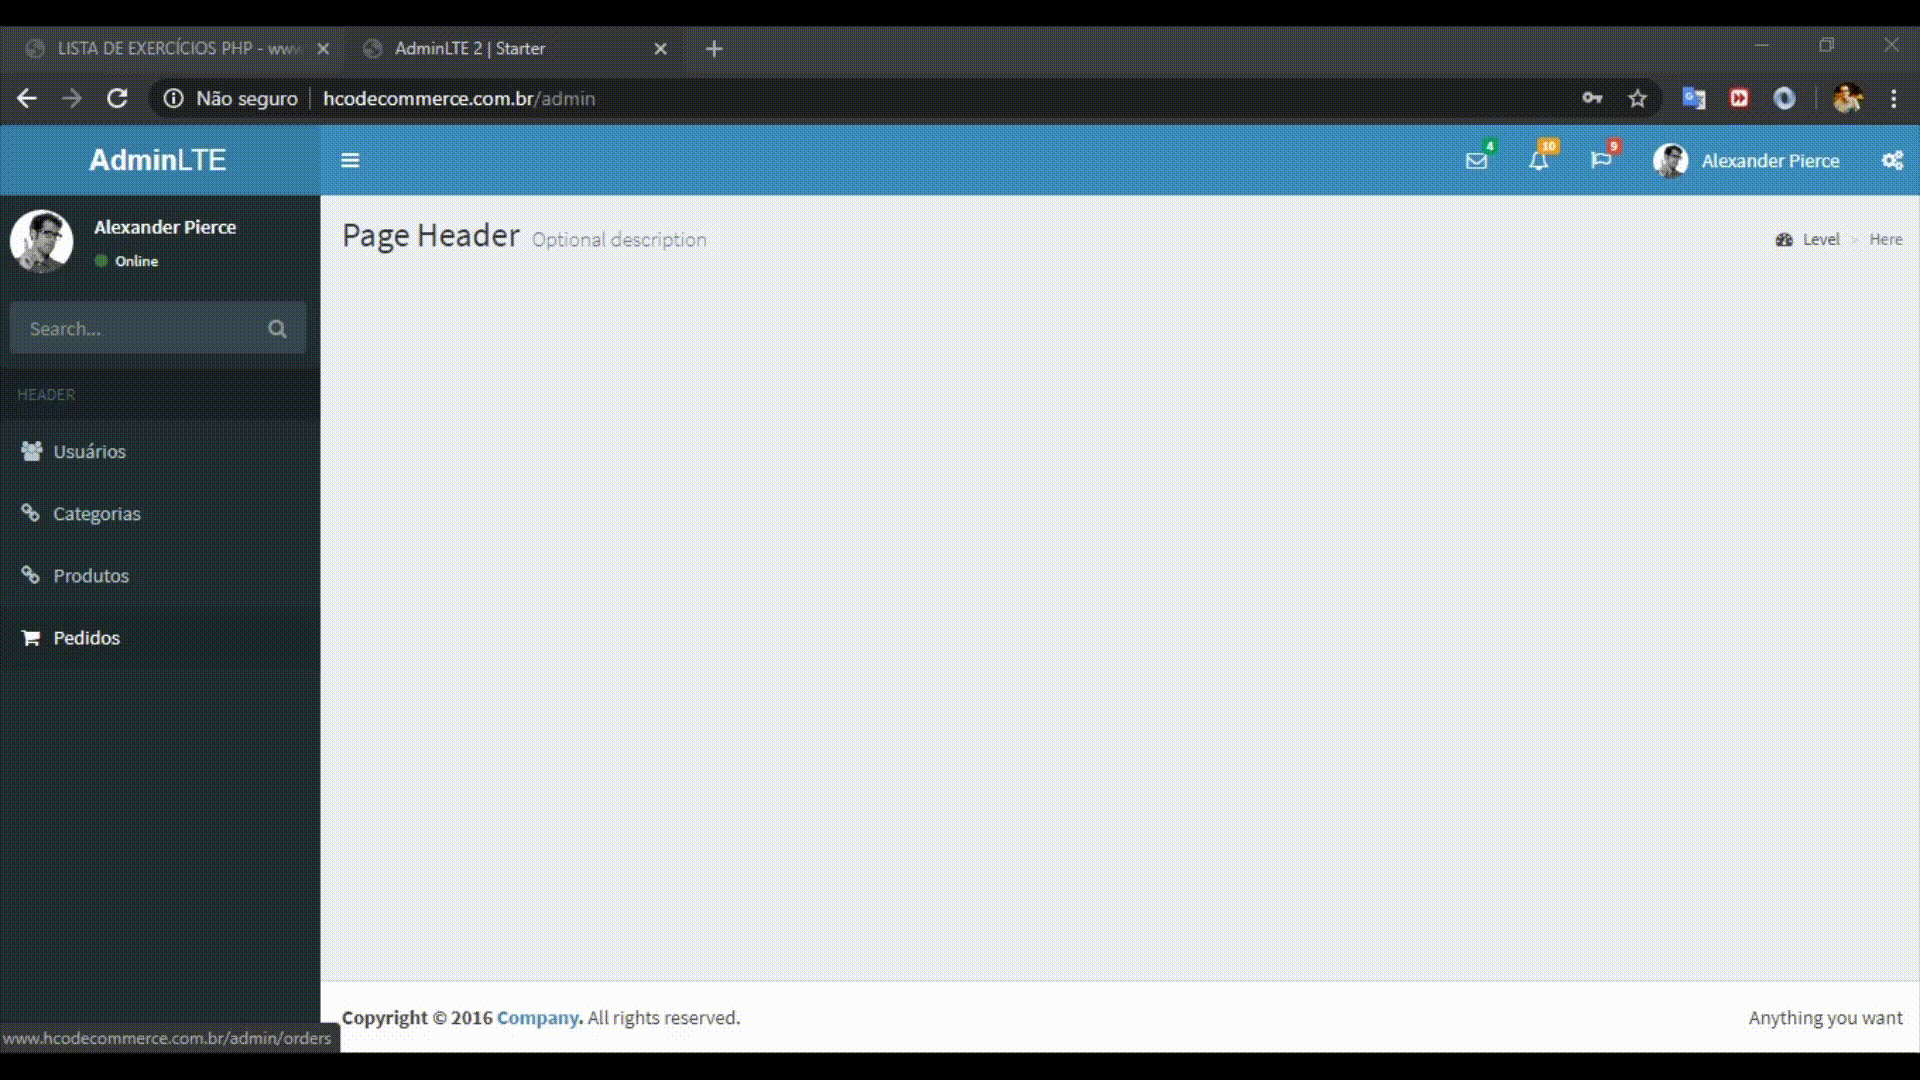 LISTA DE EXERCÍCIOS PHP - www
AdminLTE 2 | Starter
Não seguro
hcodecommerce.com.br/admin
AdminLTE
4
10
9
Alexander Pierce
Alexander Pierce
Online
Page Header Optional description
Level > Here
Search...
HEADER
Usuários
Categorias
Produtos
Pedidos
Copyright © 2016 Company. All rights reserved.
Anything you want
www.hcodecommerce.com.br/admin/orders